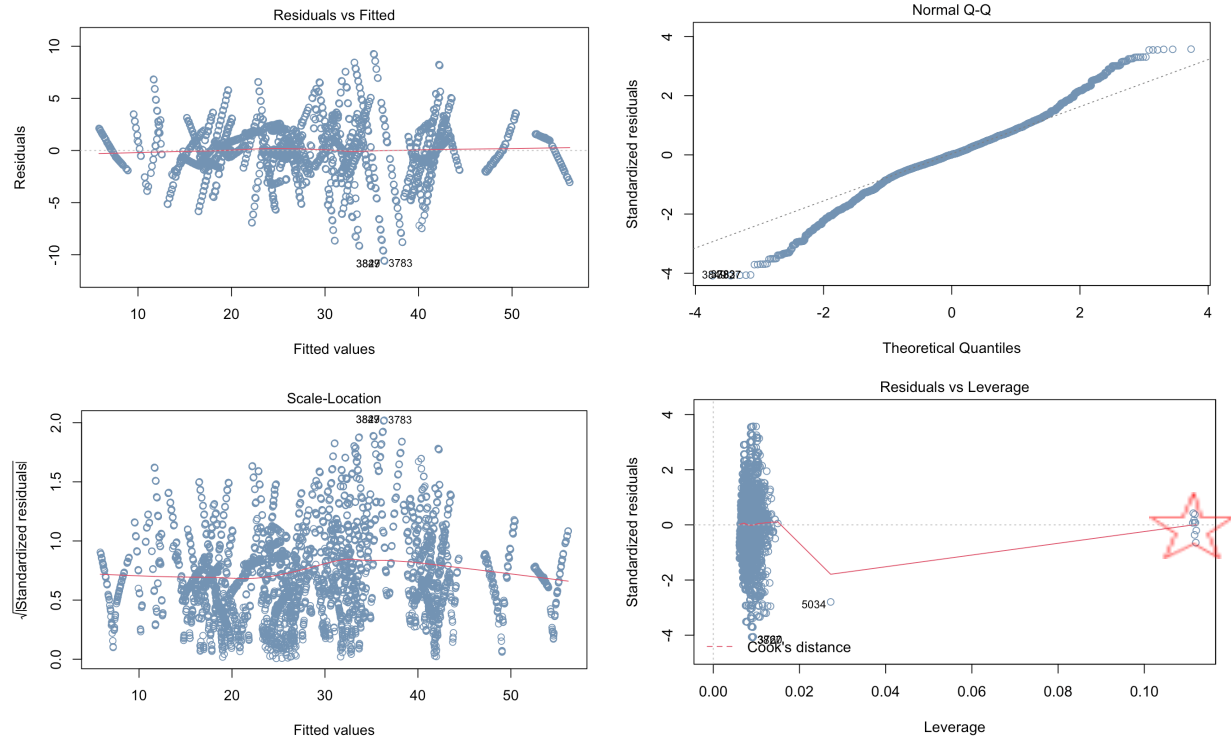 Residuals vs Fitted
Residuals
10
5
0
-5
-10
3783
10 20 30 40 50
Fitted values
Normal Q-Q
Standardized residuals
4
2
0
-2
-4
-4 -2 0 2 4
Theoretical Quantiles
Scale-Location
√|Standardized residuals|
2.0
1.5
1.0
0.5
0.0
3783
10 20 30 40 50
Fitted values
Residuals vs Leverage
Standardized residuals
4
2
0
-2
-4
5034
Cook's distance
0.00 0.02 0.04 0.06 0.08 0.10
Leverage